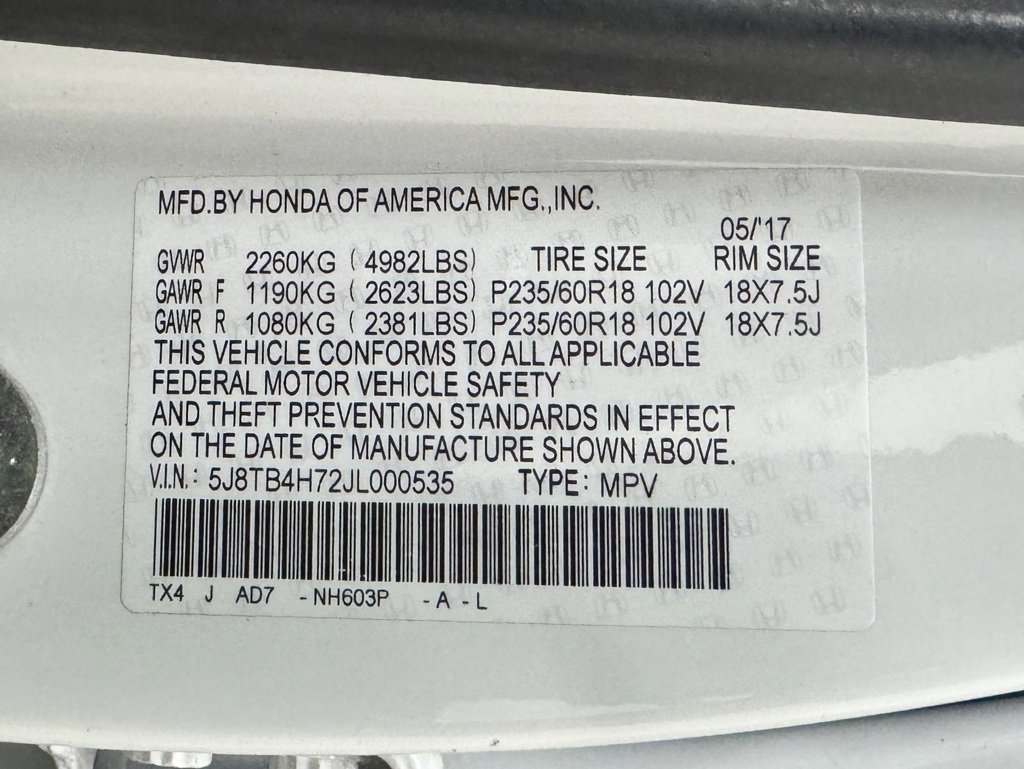 MFD.BY HONDA OF AMERICA MFG.,INC.
05/'17
GVWR 2260KG ( 4982LBS) TIRE SIZE RIM SIZE
GAWR F 1190KG ( 2623LBS) P235/60R18 102V 18X7.5J
GAWR R 1080KG ( 2381LBS) P235/60R18 102V 18X7.5J
THIS VEHICLE CONFORMS TO ALL APPLICABLE
FEDERAL MOTOR VEHICLE SAFETY
AND THEFT PREVENTION STANDARDS IN EFFECT
ON THE DATE OF MANUFACTURE SHOWN ABOVE.
V.I.N.: 5J8TB4H72JL000535 TYPE: MPV
TX4 J AD7 -NH603P -A -L